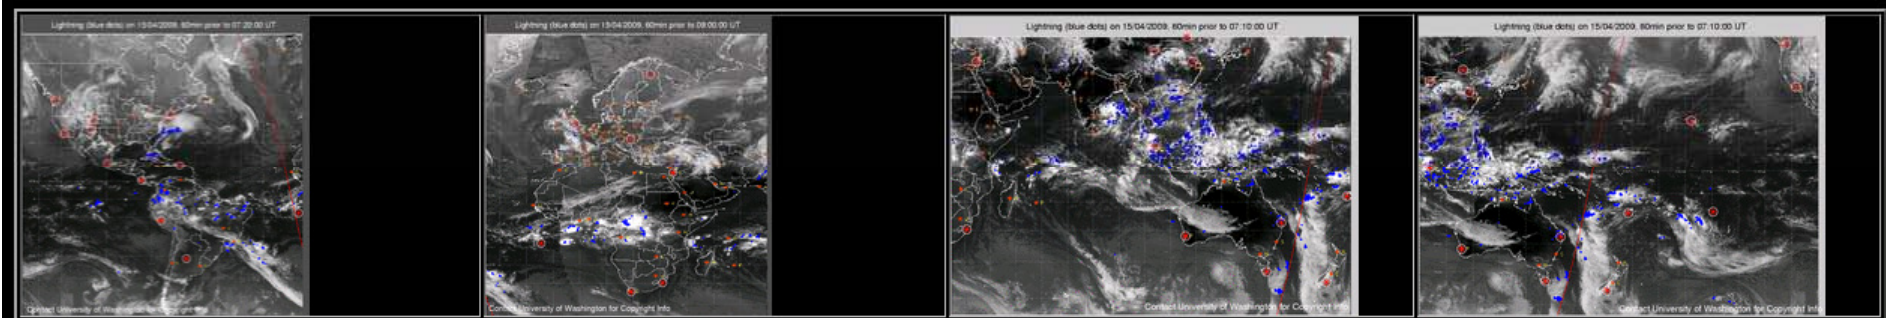 Lightning (blue dots) on 15/04/2009, 60min prior to 07:20:00 UT
Lightning (blue dots) on 15/04/2009, 60min prior to 09:00:00 UT
Lightning (blue dots) on 15/04/2009, 60min prior to 07:10:00 UT
Lightning (blue dots) on 15/04/2009, 60min prior to 07:10:00 UT
Contact University of Washington for Copyright Info
Contact University of Washington for Copyright Info
Contact University of Washington for Copyright Info
Contact University of Washington for Copyright Info